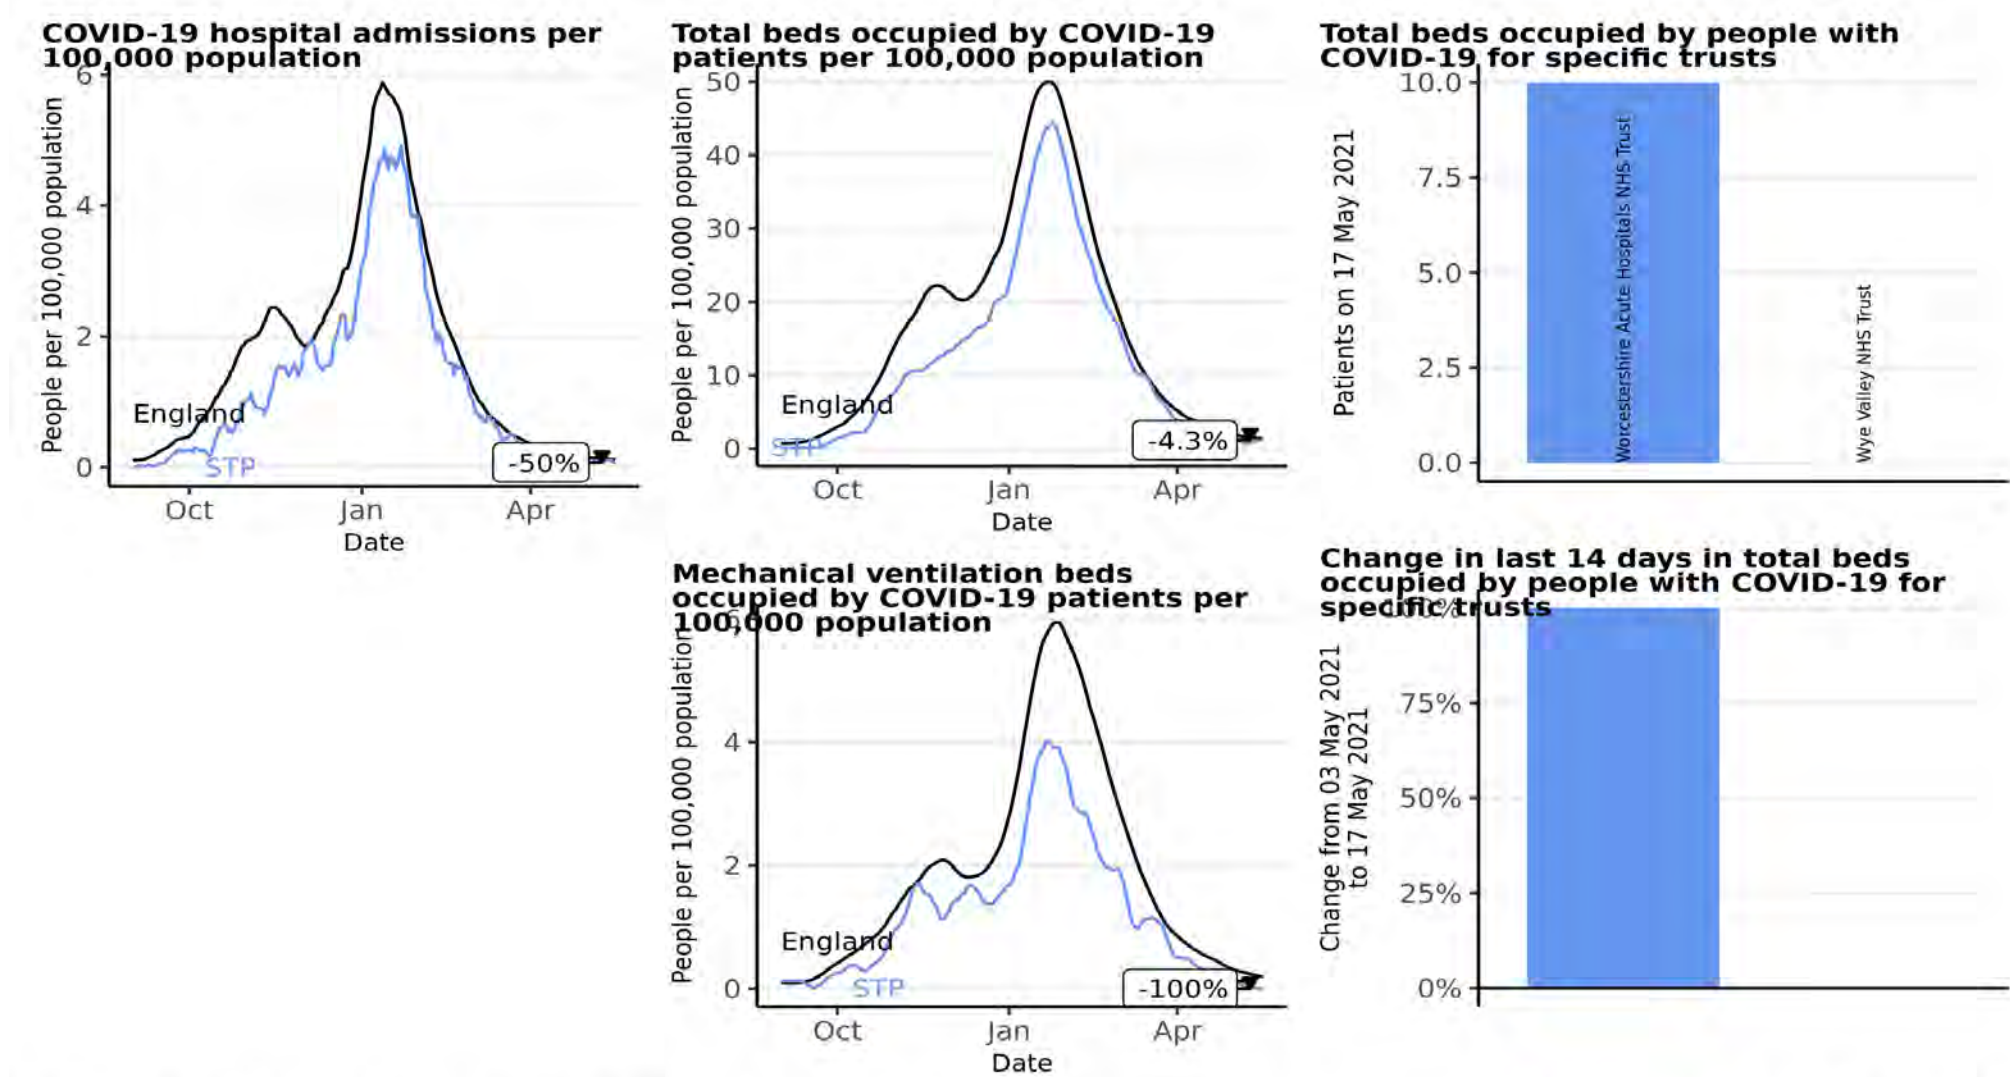 COVID-19 hospital admissions per
100,000 population
People per 100,000 population
6
4
2
0
England
STP
-50%
Oct
Jan
Apr
Date
Total beds occupied by COVID-19
patients per 100,000 population
People per 100,000 population
50
40
30
20
10
0
England
STP
-4.3%
Oct
Jan
Apr
Date
Total beds occupied by people with
COVID-19 for specific trusts
Patients on 17 May 2021
10.0
7.5
5.0
2.5
0.0
Worcestershire Acute Hospitals NHS Trust
Wye Valley NHS Trust
Mechanical ventilation beds
occupied by COVID-19 patients per
100,000 population
People per 100,000 population
6
4
2
0
England
STP
-100%
Oct
Jan
Apr
Date
Change in last 14 days in total beds
occupied by people with COVID-19 for
specific trusts
Change from 03 May 2021
to 17 May 2021
100%
75%
50%
25%
0%